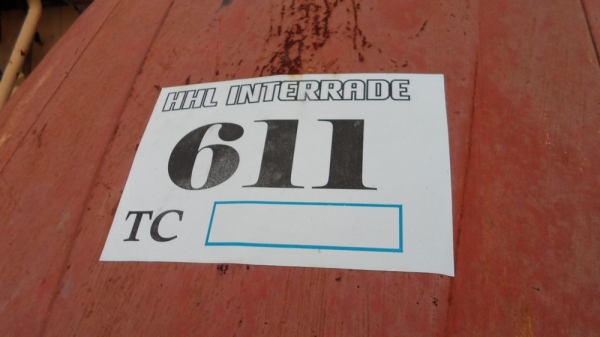 HHL INTERRADE
611
TC